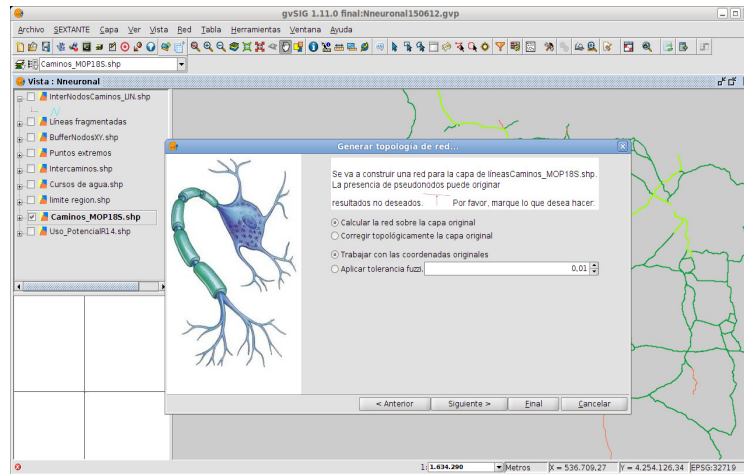 gvSIG 1.11.0 final:Nneuronal150612.gvp
Archivo SEXTANTE Capa Ver Vista Red Tabla Herramientas Ventana Ayuda
Caminos_MOP18S.shp
Vista : Nneuronal
InterNodosCaminos_LIN.shp
Líneas fragmentadas
BufferNodosXY.shp
Puntos extremos
Intercaminos.shp
Cursos de agua.shp
limite region.shp
Caminos_MOP18S.shp
Uso_PotencialR14.shp
Generar topología de red...
Se va a construir una red para la capa de líneasCaminos_MOP18S.shp.
La presencia de pseudonodos puede originar
resultados no deseados. Por favor, marque lo que desea hacer:
Calcular la red sobre la capa original
Corregir topológicamente la capa original
Trabajar con las coordenadas originales
Aplicar tolerancia fuzzi. 0,01
< Anterior Siguiente > Final Cancelar
1: 1.634.290 Metros X = 536.709,27 Y = 4.254.126,34 EPSG:32719